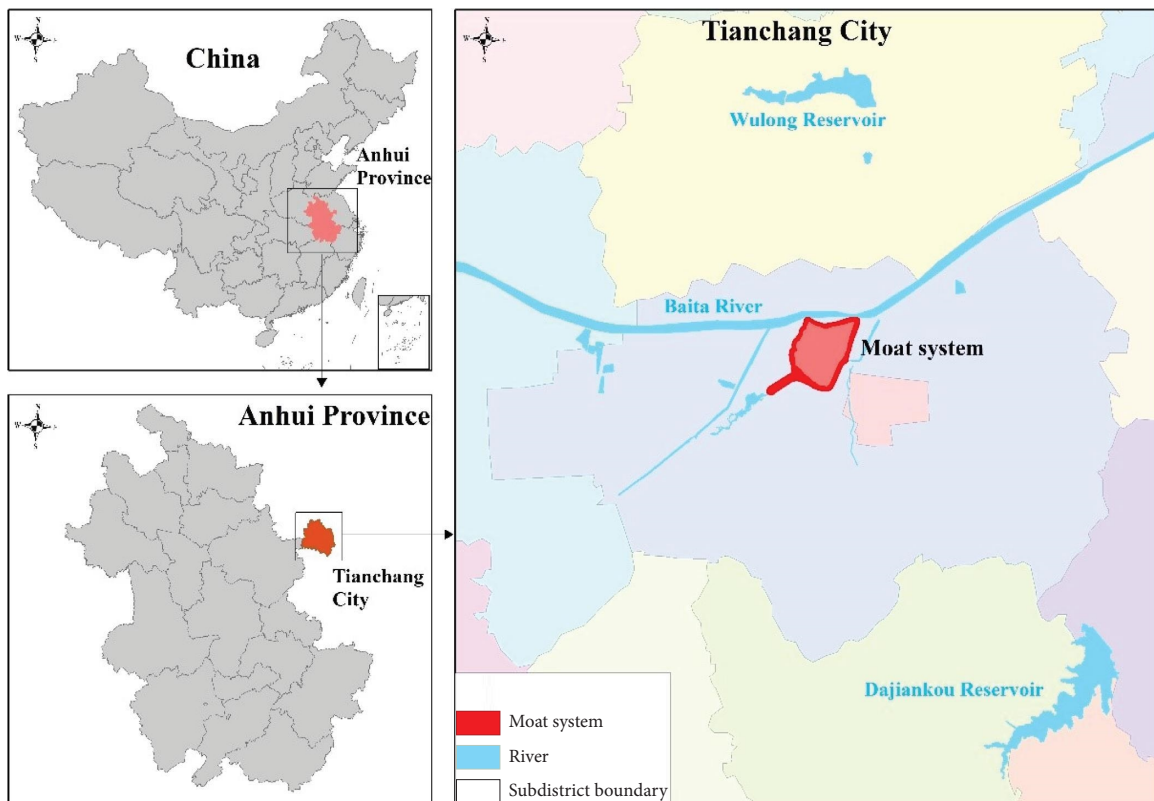 China
N
W
E
S
Anhui
Province
N
W
E
S
Anhui Province
Tianchang
City
N
W
E
S
Tianchang City
Wulong Reservoir
Baita River
Moat system
Dajiankou Reservoir
Moat system
River
Subdistrict boundary